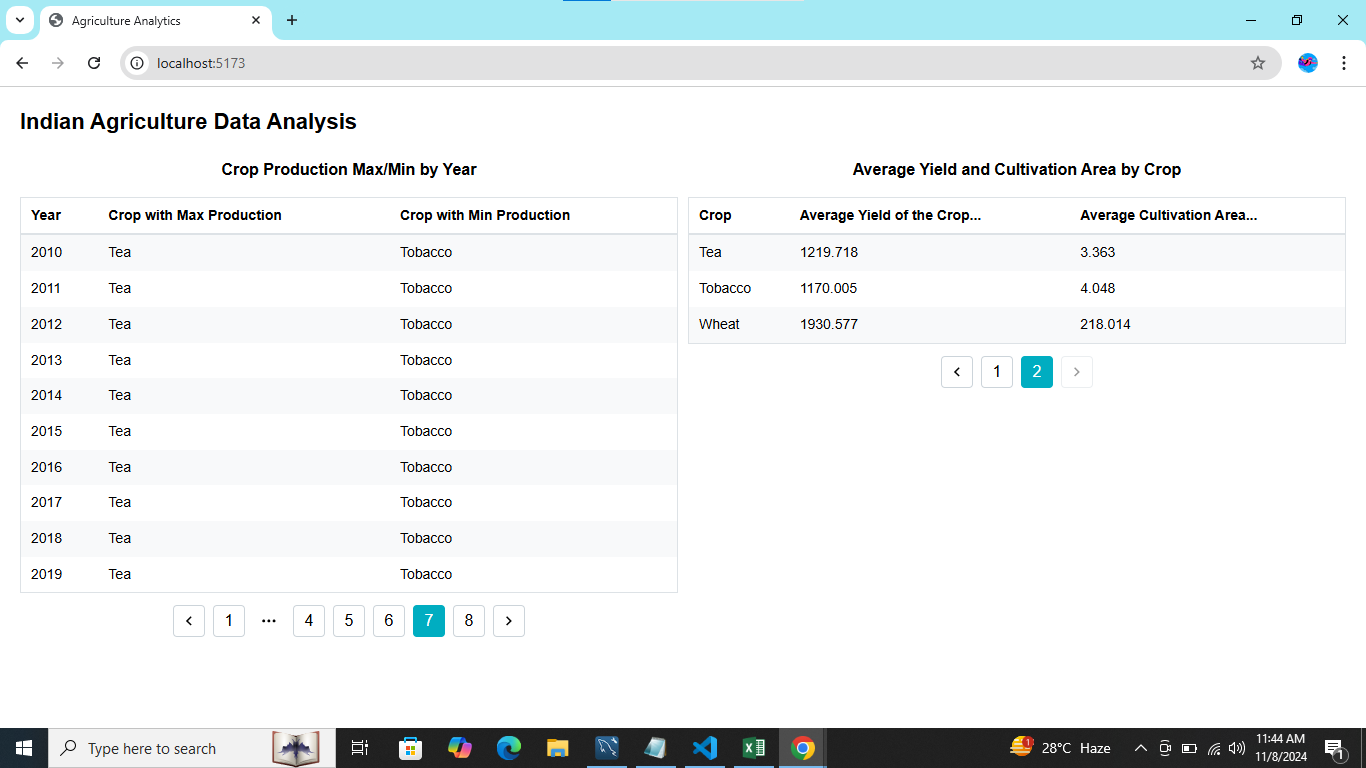 Agriculture Analytics
localhost:5173
Indian Agriculture Data Analysis
Crop Production Max/Min by Year
Year Crop with Max Production Crop with Min Production
2010 Tea Tobacco
2011 Tea Tobacco
2012 Tea Tobacco
2013 Tea Tobacco
2014 Tea Tobacco
2015 Tea Tobacco
2016 Tea Tobacco
2017 Tea Tobacco
2018 Tea Tobacco
2019 Tea Tobacco
1 ••• 4 5 6 7 8
Average Yield and Cultivation Area by Crop
Crop Average Yield of the Crop... Average Cultivation Area...
Tea 1219.718 3.363
Tobacco 1170.005 4.048
Wheat 1930.577 218.014
1 2
Type here to search
1
28°C Haze
11:44 AM
11/8/2024
1